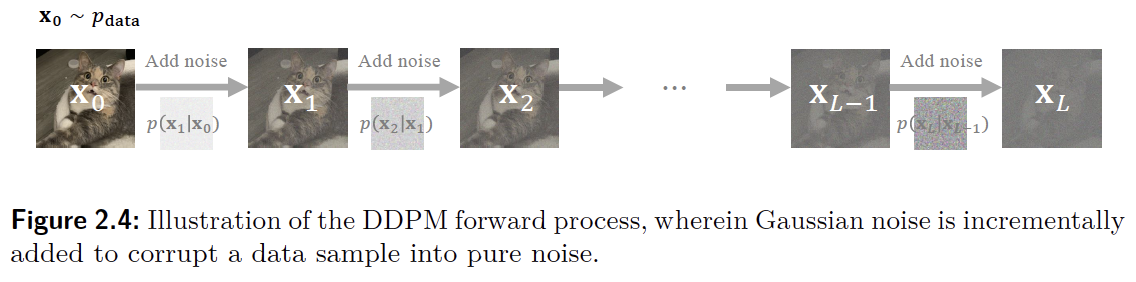 x₀ ~ p_data
Add noise Add noise Add noise
x₀ x₁ x₂ ... x_{L−1} x_L
p(x₁|x₀) p(x₂|x₁) p(x_L|x_{L−1})
Figure 2.4: Illustration of the DDPM forward process, wherein Gaussian noise is incrementally
added to corrupt a data sample into pure noise.